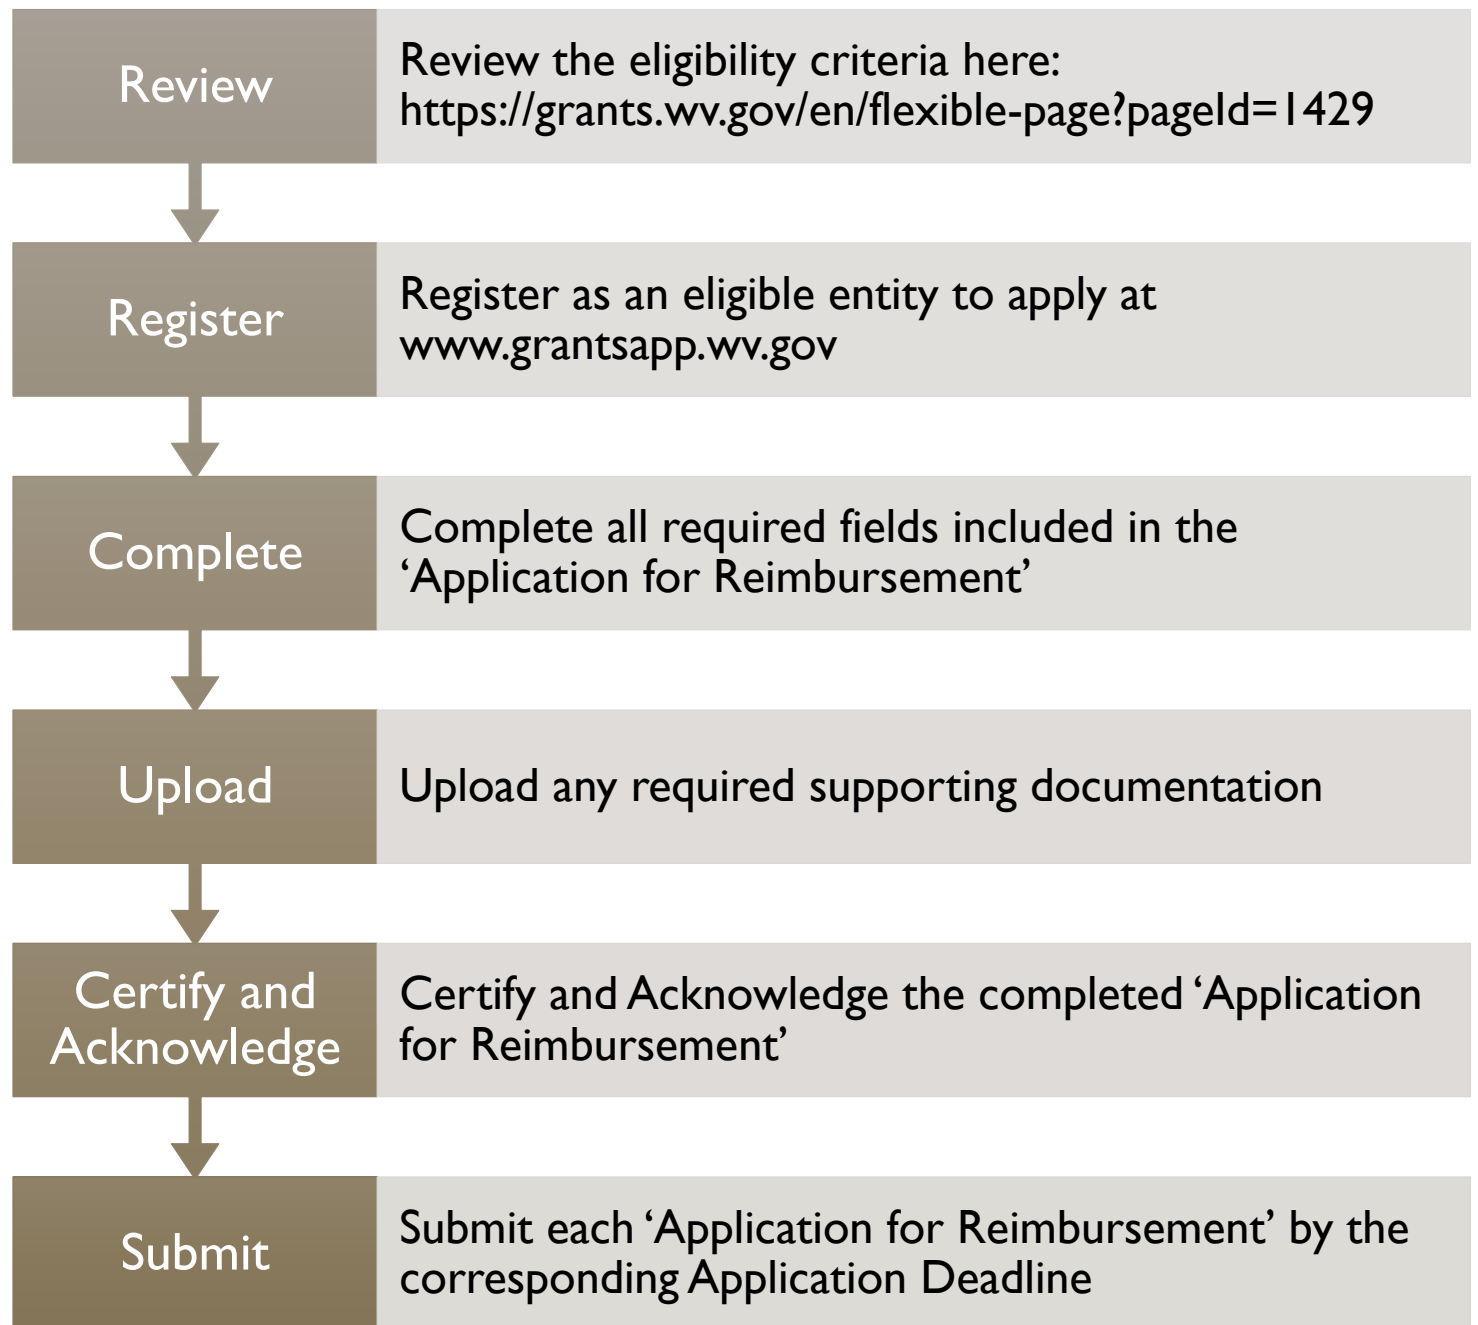 Review
Review the eligibility criteria here:
https://grants.wv.gov/en/flexible-page?pageId=1429
Register
Register as an eligible entity to apply at
www.grantsapp.wv.gov
Complete
Complete all required fields included in the
‘Application for Reimbursement’
Upload
Upload any required supporting documentation
Certify and
Acknowledge
Certify and Acknowledge the completed ‘Application
for Reimbursement’
Submit
Submit each ‘Application for Reimbursement’ by the
corresponding Application Deadline